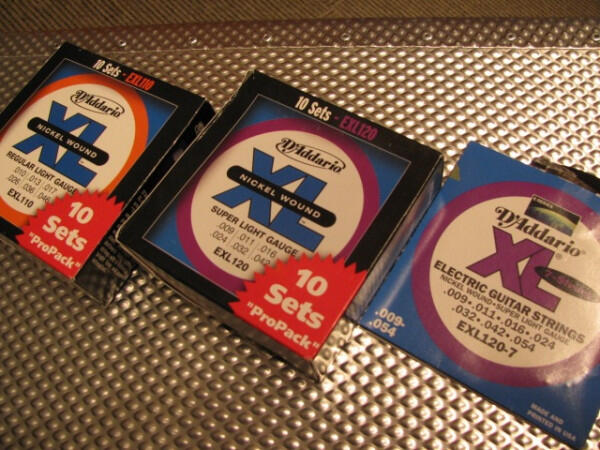 10 Sets - EXL110
D'Addario
XL
NICKEL WOUND
REGULAR LIGHT GAUGE
.010 .013 .017
.026 .036 .046
EXL110
10
Sets
"ProPack"
10 Sets - EXL120
D'Addario
XL
NICKEL WOUND
SUPER LIGHT GAUGE
.009 .011 .016
.024 .032 .042
EXL120
10
Sets
"ProPack"
D'Addario
XL
ELECTRIC GUITAR STRINGS
NICKEL WOUND • SUPER LIGHT GAUGE
.009 • .011 • .016 • .024
.032 • .042 • .054
EXL120-7
.009-
.054
MADE AND
PRINTED IN USA